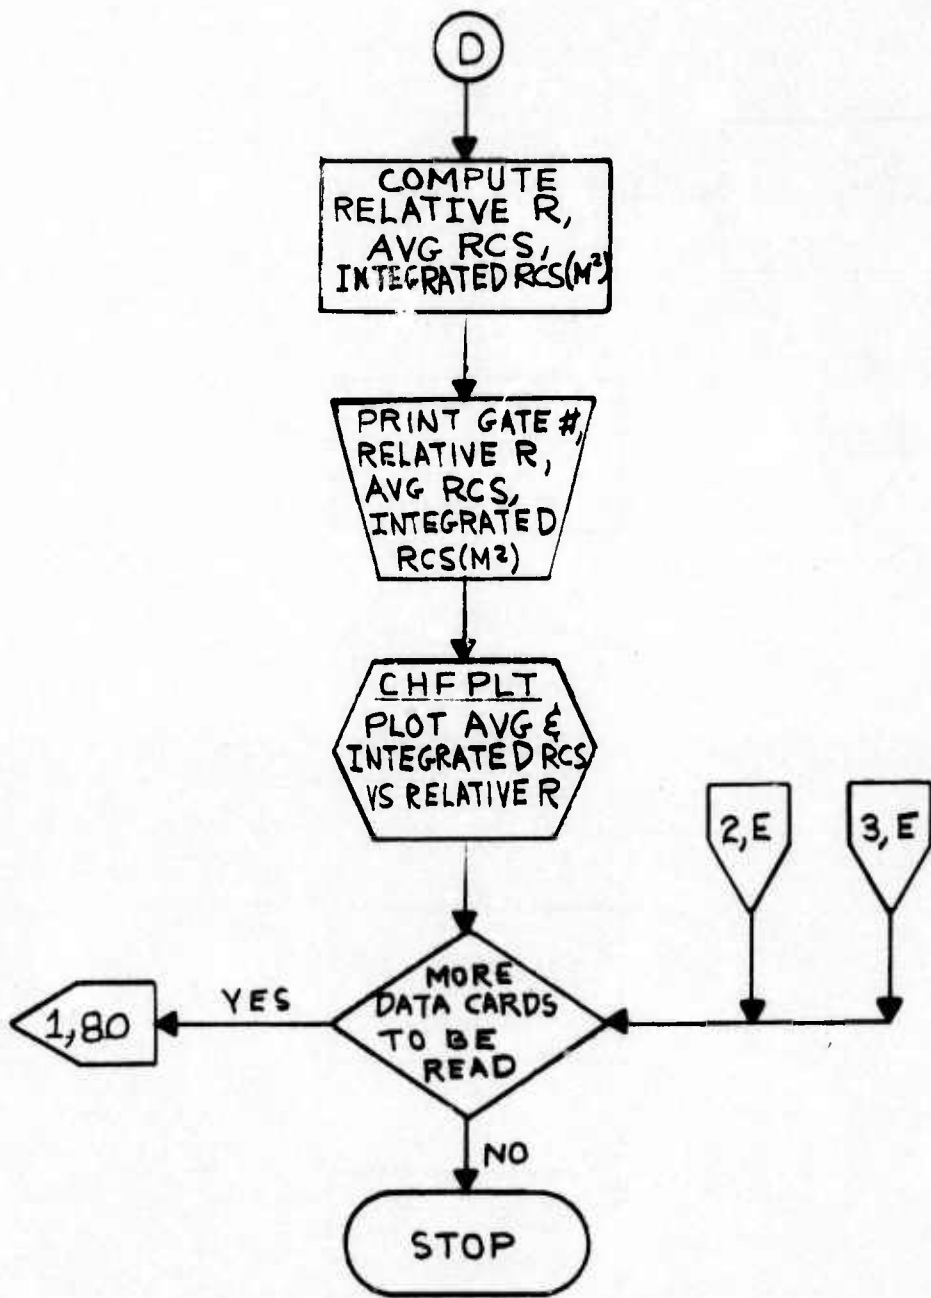 D
COMPUTE
RELATIVE R,
AVG RCS,
INTEGRATED RCS(M²)
PRINT GATE #,
RELATIVE R,
AVG RCS,
INTEGRATED
RCS(M²)
CHFPLT
PLOT AVG &
INTEGRATED RCS
VS RELATIVE R
2,E
3,E
MORE
DATA CARDS
TO BE
READ
YES
1,80
NO
STOP